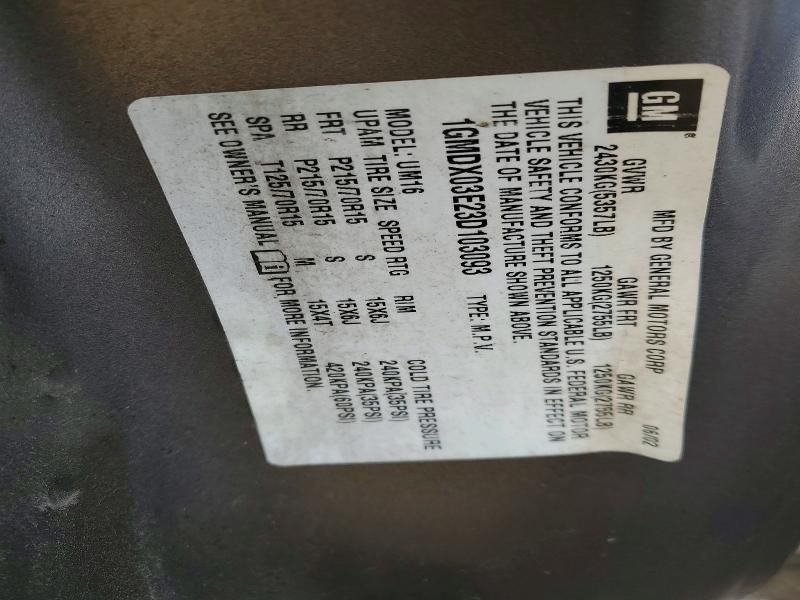 GM®
MFD BY GENERAL MOTORS CORP 06/02
GVWR GAWR FRT GAWR RR
2430KG(5357LB) 1250KG(2755LB) 1250KG(2755LB)
THIS VEHICLE CONFORMS TO ALL APPLICABLE U.S. FEDERAL MOTOR
VEHICLE SAFETY AND THEFT PREVENTION STANDARDS IN EFFECT ON
THE DATE OF MANUFACTURE SHOWN ABOVE.
1GMDX03E23D103093 TYPE: M.P.V.
MODEL: UM16 COLD TIRE PRESSURE
UPAM TIRE SIZE SPEED RTG RIM
FRT P215/70R15 S 15X6J 240KPA(35PSI)
RR P215/70R15 S 15X6J 240KPA(35PSI)
SPA T125/70R15 M 15X4T 420KPA(60PSI)
SEE OWNER'S MANUAL FOR MORE INFORMATION.